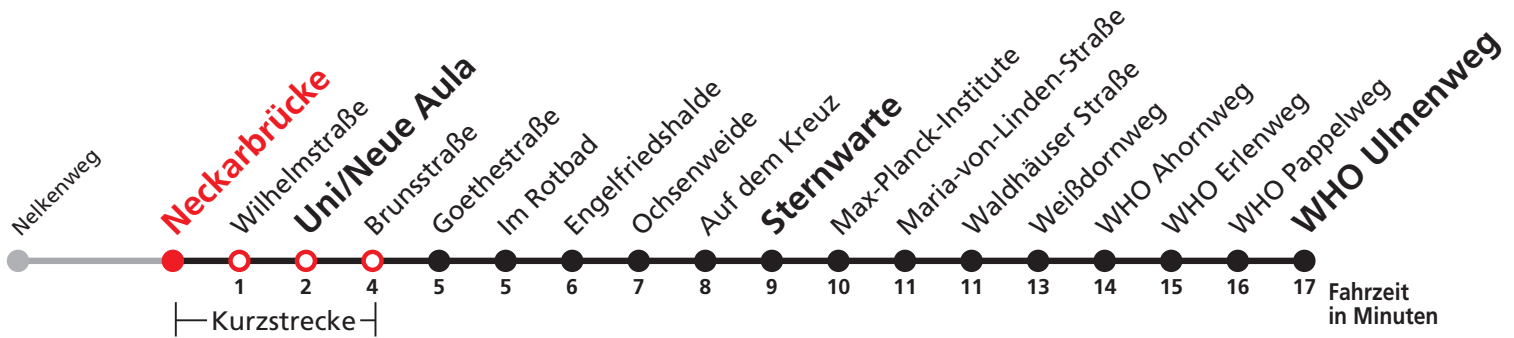 Nelkenweg
Neckarbrücke
Wilhelmstraße
Uni/Neue Aula
Brunsstraße
Goethestraße
Im Rotbad
Engelfriedshalde
Ochsenweide
Auf dem Kreuz
Sternwarte
Max-Planck-Institute
Maria-von-Linden-Straße
Waldhäuser Straße
Weißdornweg
WHO Ahornweg
WHO Erlenweg
WHO Pappelweg
WHO Ulmenweg
1 2 4 5 5 6 7 8 9 10 11 11 13 14 15 16 17
Fahrzeit
in Minuten
Kurzstrecke